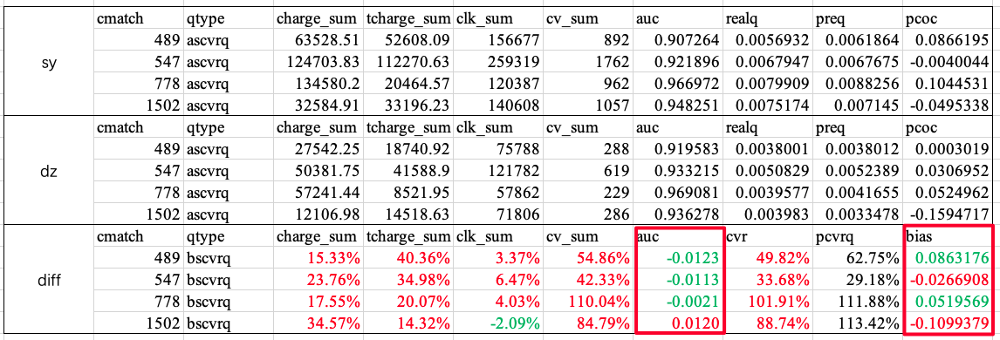 cmatch qtype charge_sum tcharge_sum clk_sum cv_sum auc realq preq pcoc
489 ascvrq 63528.51 52608.09 156677 892 0.907264 0.0056932 0.0061864 0.0866195
sy
547 ascvrq 124703.83 112270.63 259319 1762 0.921896 0.0067947 0.0067675 -0.0040044
778 ascvrq 134580.2 20464.57 120387 962 0.966972 0.0079909 0.0088256 0.1044531
1502 ascvrq 32584.91 33196.23 140608 1057 0.948251 0.0075174 0.007145 -0.0495338
cmatch qtype charge_sum tcharge_sum clk_sum cv_sum auc realq preq pcoc
489 ascvrq 27542.25 18740.92 75788 288 0.919583 0.0038001 0.0038012 0.0003019
dz
547 ascvrq 50381.75 41588.9 121782 619 0.933215 0.0050829 0.0052389 0.0306952
778 ascvrq 57241.44 8521.95 57862 229 0.969081 0.0039577 0.0041655 0.0524962
1502 ascvrq 12106.98 14518.63 71806 286 0.936278 0.003983 0.0033478 -0.1594717
cmatch qtype charge_sum tcharge_sum clk_sum cv_sum auc cvr pcvrq bias
489 bscvrq 15.33% 40.36% 3.37% 54.86% -0.0123 49.82% 62.75% 0.0863176
diff
547 bscvrq 23.76% 34.98% 6.47% 42.33% -0.0113 33.68% 29.18% -0.0266908
778 bscvrq 17.55% 20.07% 4.03% 110.04% -0.0021 101.91% 111.88% 0.0519569
1502 bscvrq 34.57% 14.32% -2.09% 84.79% 0.0120 88.74% 113.42% -0.1099379